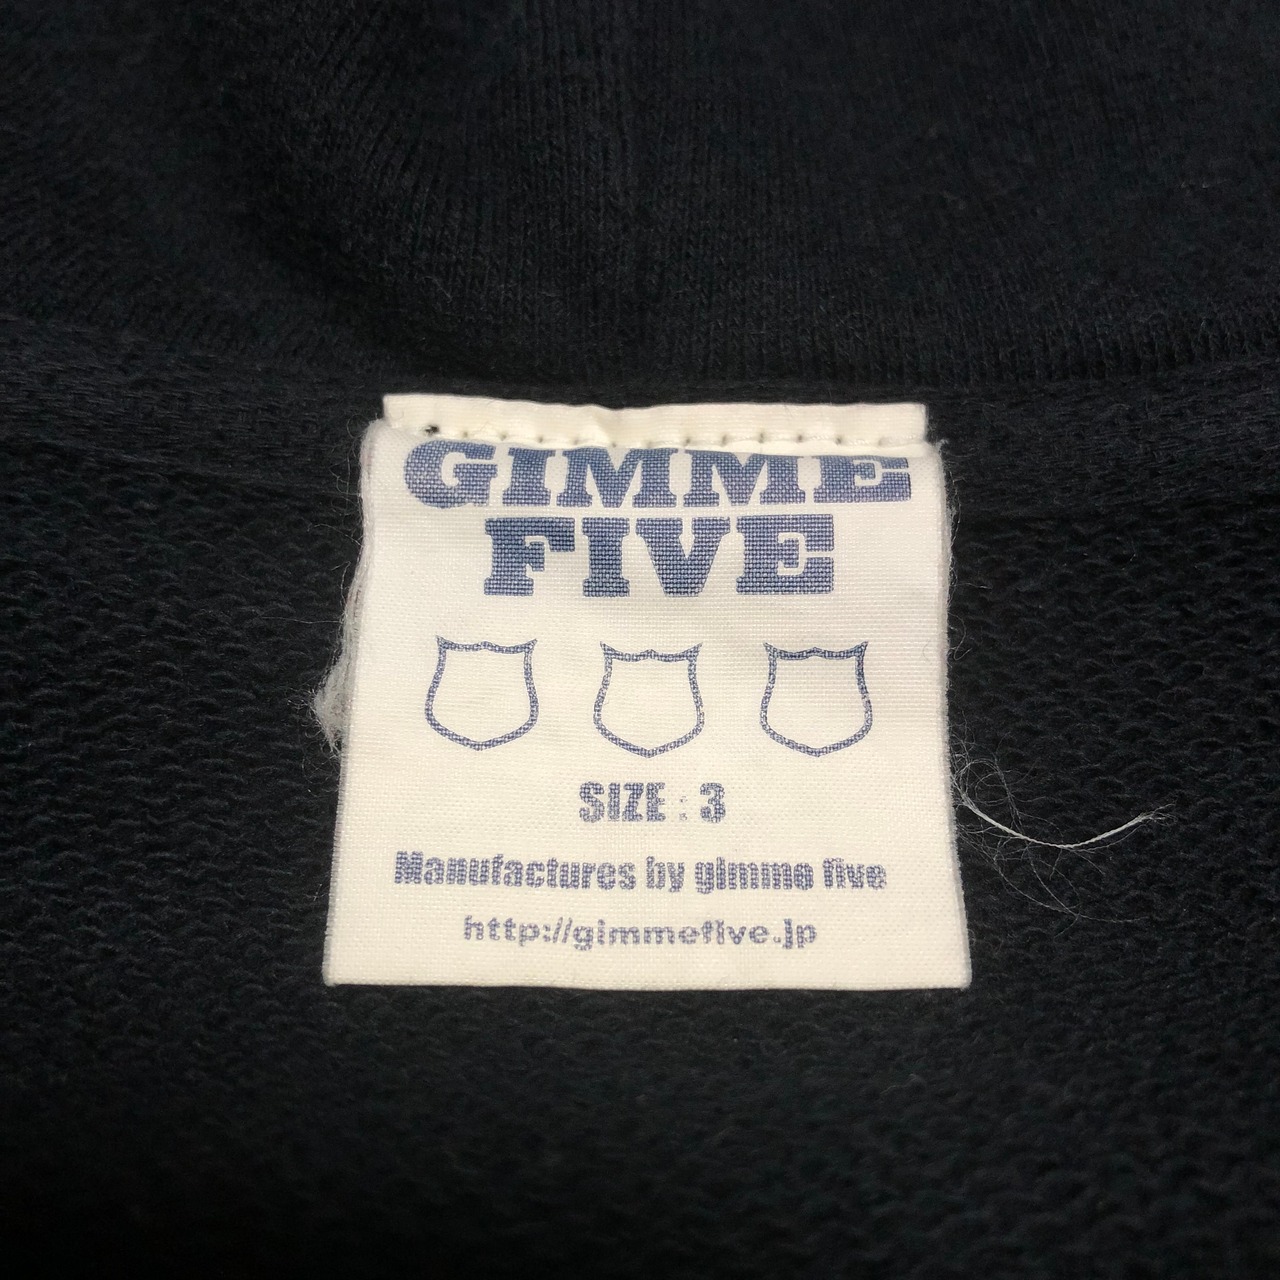 GIMME
FIVE
SIZE : 3
Manufactures by gimme five
http://gimmefive.jp